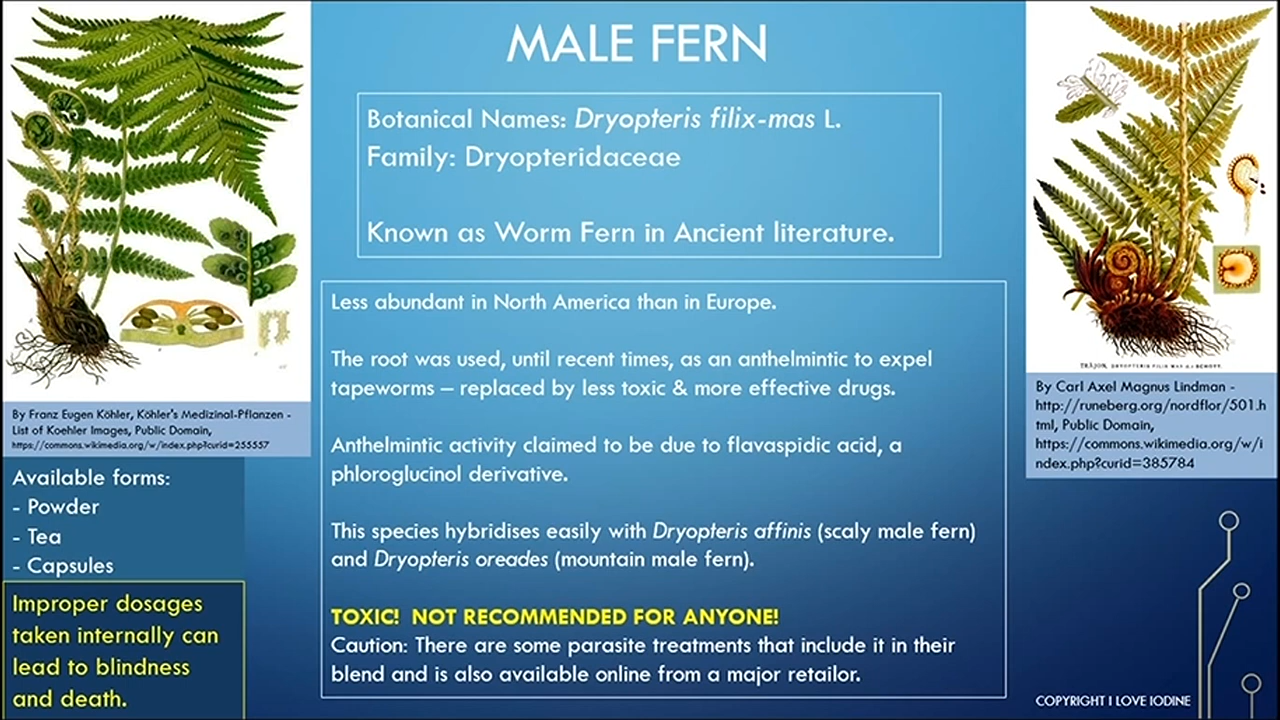 MALE FERN
Botanical Names: Dryopteris filix-mas L.
Family: Dryopteridaceae
Known as Worm Fern in Ancient literature.
Less abundant in North America than in Europe.
The root was used, until recent times, as an anthelmintic to expel
tapeworms – replaced by less toxic & more effective drugs.
Anthelmintic activity claimed to be due to flavaspidic acid, a
phloroglucinol derivative.
This species hybridises easily with Dryopteris affinis (scaly male fern)
and Dryopteris oreades (mountain male fern).
TOXIC! NOT RECOMMENDED FOR ANYONE!
Caution: There are some parasite treatments that include it in their
blend and is also available online from a major retailor.
By Franz Eugen Köhler, Köhler's Medizinal-Pflanzen -
List of Koehler Images, Public Domain,
https://commons.wikimedia.org/w/index.php?curid=255557
Available forms:
- Powder
- Tea
- Capsules
Improper dosages
taken internally can
lead to blindness
and death.
TRÄJON, DRYOPTERIS FILIX MAS
By Carl Axel Magnus Lindman -
http://runeberg.org/nordflor/501.h
tml, Public Domain,
https://commons.wikimedia.org/w/i
ndex.php?curid=385784
COPYRIGHT I LOVE IODINE